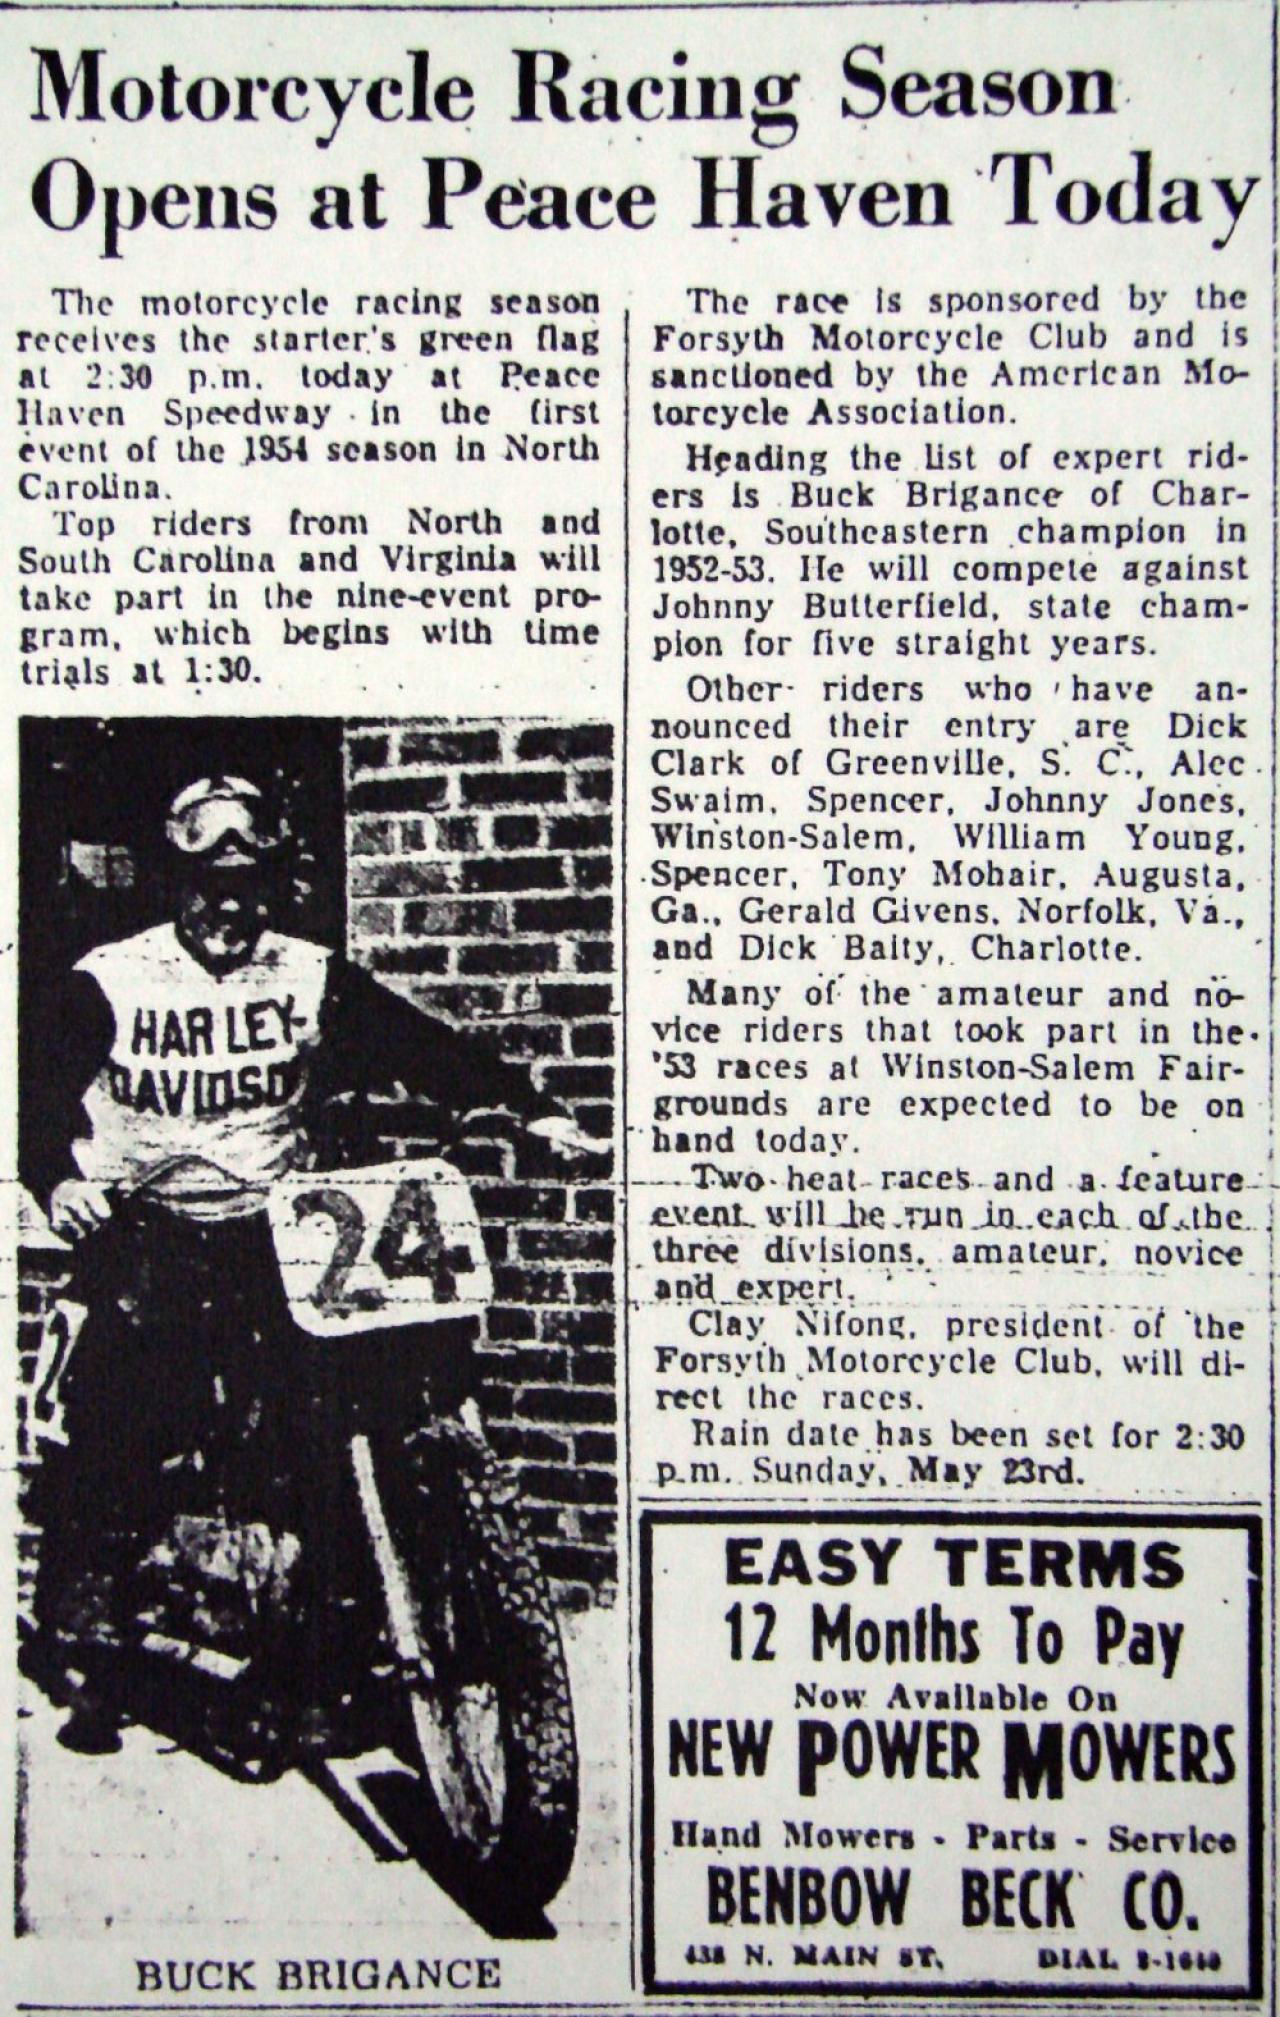 Motorcycle Racing Season
Opens at Peace Haven Today
The motorcycle racing season
receives the starter's green flag
at 2:30 p.m. today at Peace
Haven Speedway in the first
event of the 1954 season in North
Carolina.
Top riders from North and
South Carolina and Virginia will
take part in the nine-event pro-
gram, which begins with time
trials at 1:30.
HARLEY-
DAVIDSO
24
BUCK BRIGANCE
The race is sponsored by the
Forsyth Motorcycle Club and is
sanctioned by the American Mo-
torcycle Association.
Heading the list of expert rid-
ers is Buck Brigance of Char-
lotte, Southeastern champion in
1952-53. He will compete against
Johnny Butterfield, state cham-
pion for five straight years.
Other riders who have an-
nounced their entry are Dick
Clark of Greenville, S. C., Alec
Swaim, Spencer, Johnny Jones,
Winston-Salem, William Young,
Spencer, Tony Mohair, Augusta,
Ga., Gerald Givens, Norfolk, Va.,
and Dick Baity, Charlotte.
Many of the amateur and no-
vice riders that took part in the
'53 races at Winston-Salem Fair-
grounds are expected to be on
hand today.
Two heat races and a feature
event will be run in each of the
three divisions, amateur, novice
and expert.
Clay Nifong, president of the
Forsyth Motorcycle Club, will di-
rect the races.
Rain date has been set for 2:30
p.m. Sunday, May 23rd.
EASY TERMS
12 Months To Pay
Now Available On
NEW POWER MOWERS
Hand Mowers - Parts - Service
BENBOW BECK CO.
N. MAIN ST. DIAL